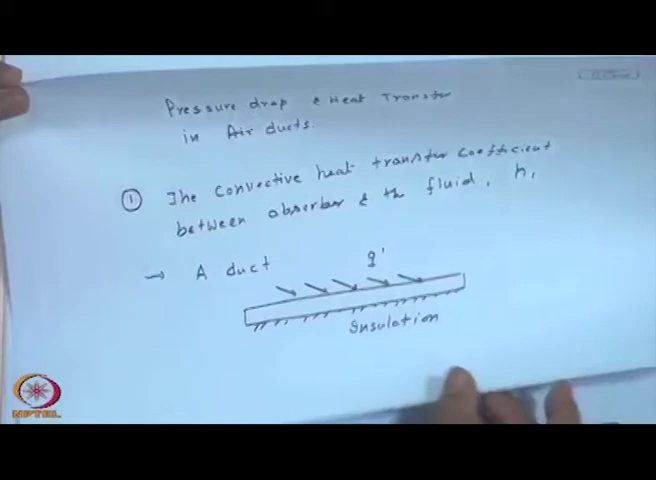 Pressure drop & Heat Transfer
in Air ducts.
① The convective heat transfer coefficient
between absorber & the fluid, h,
→ A duct
q'
Insulation
NPTEL